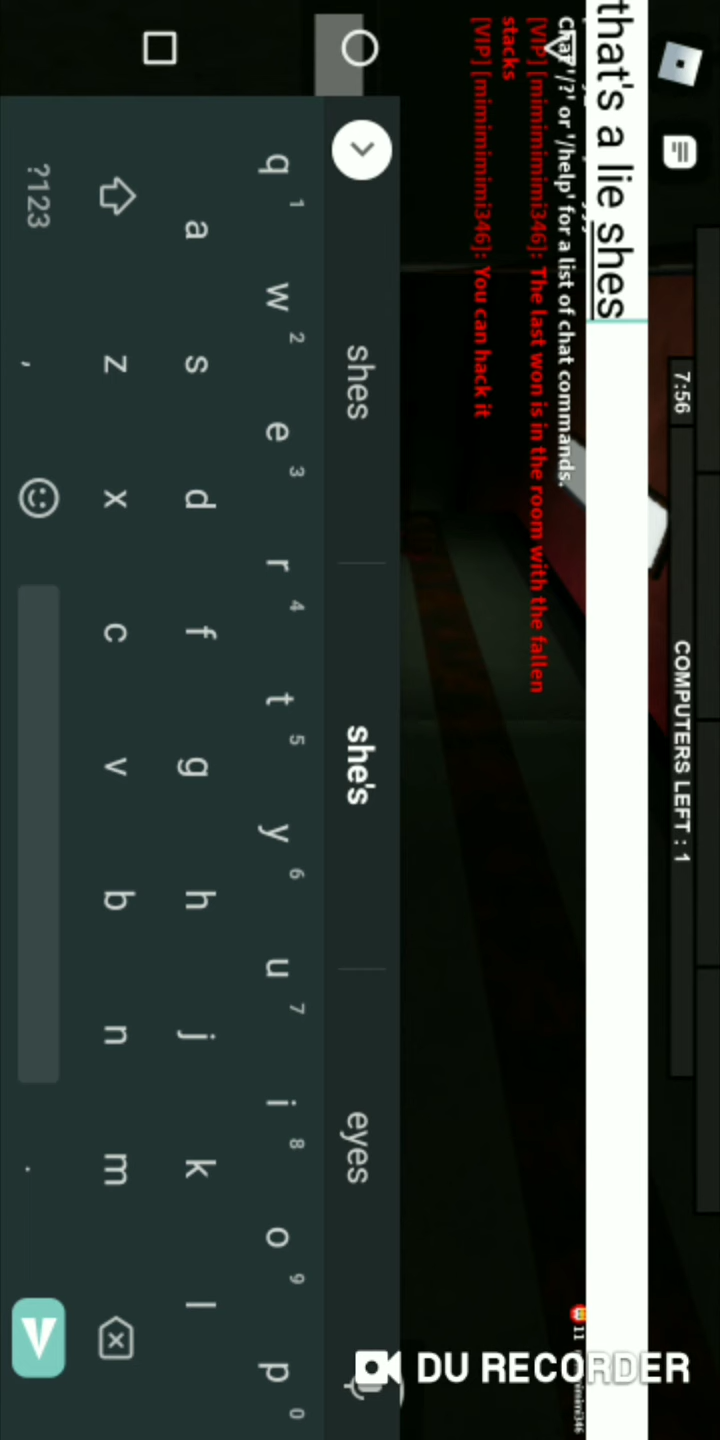 that's a lie shes
7:56
COMPUTERS LEFT : 1
Chat '/?' or '/help' for a list of chat commands.
[VIP] [mimimimimi346]: The last won is in the room with the fallen
stacks
[VIP] [mimimimimi346]: You can hack it
11
shes she's eyes
q 1 w 2 e 3 r 4 t 5 y 6 u 7 i 8 o 9 p 0
a s d f g h j k l
z x c v b n m
?123 , .
DU RECORDER